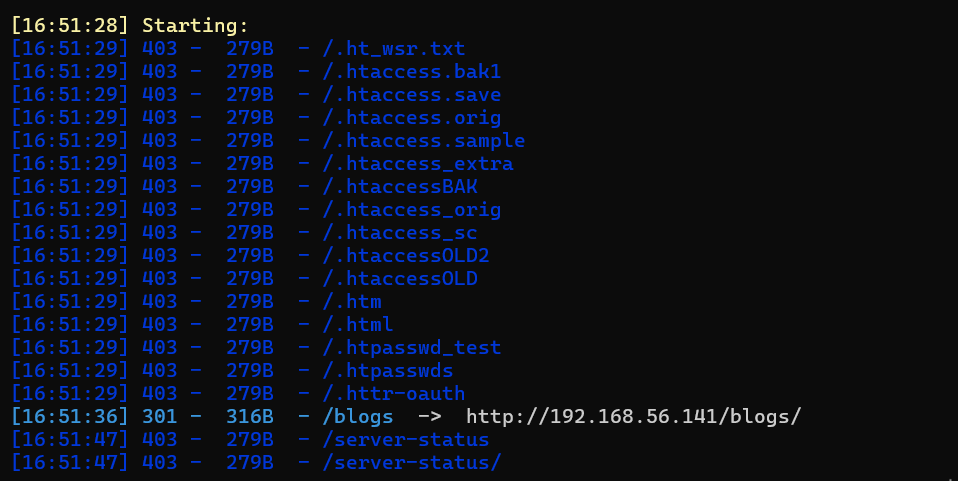 [16:51:28] Starting:
[16:51:29] 403 -  279B  - /.ht_wsr.txt
[16:51:29] 403 -  279B  - /.htaccess.bak1
[16:51:29] 403 -  279B  - /.htaccess.save
[16:51:29] 403 -  279B  - /.htaccess.orig
[16:51:29] 403 -  279B  - /.htaccess.sample
[16:51:29] 403 -  279B  - /.htaccess_extra
[16:51:29] 403 -  279B  - /.htaccessBAK
[16:51:29] 403 -  279B  - /.htaccess_orig
[16:51:29] 403 -  279B  - /.htaccess_sc
[16:51:29] 403 -  279B  - /.htaccessOLD2
[16:51:29] 403 -  279B  - /.htaccessOLD
[16:51:29] 403 -  279B  - /.htm
[16:51:29] 403 -  279B  - /.html
[16:51:29] 403 -  279B  - /.htpasswd_test
[16:51:29] 403 -  279B  - /.htpasswds
[16:51:29] 403 -  279B  - /.httr-oauth
[16:51:36] 301 -  316B  - /blogs  ->  http://192.168.56.141/blogs/
[16:51:47] 403 -  279B  - /server-status
[16:51:47] 403 -  279B  - /server-status/